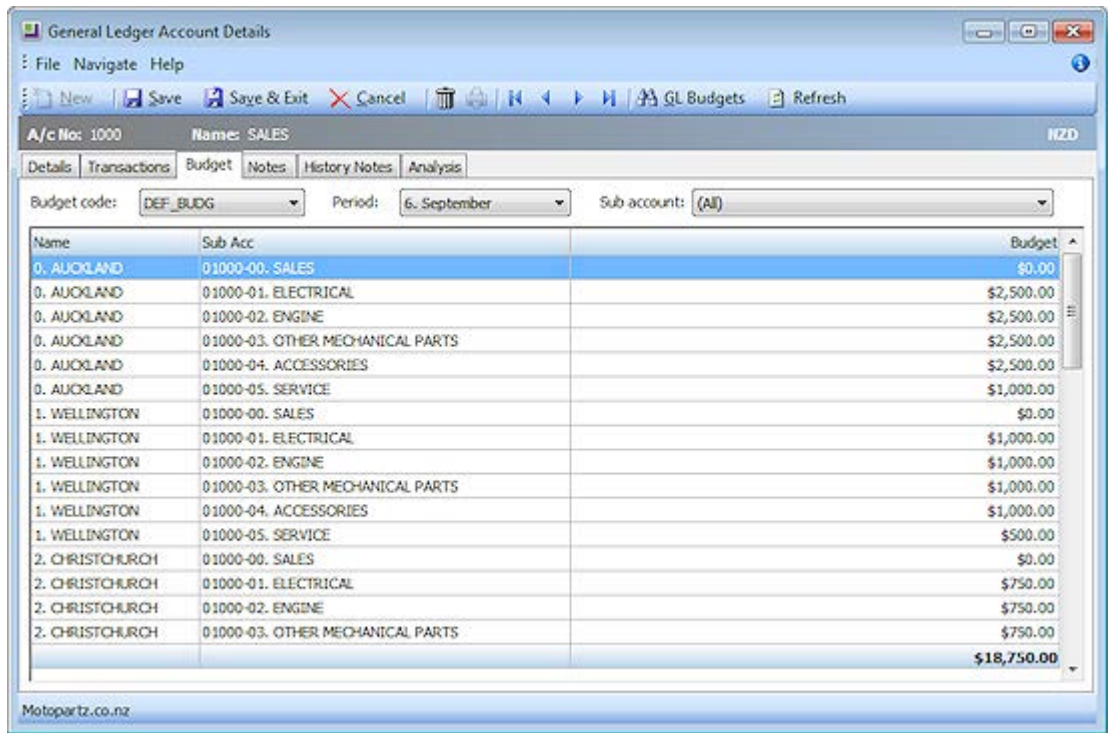 General Ledger Account Details
File Navigate Help
New Save Save & Exit Cancel GL Budgets Refresh
A/c No: 1000 Name: SALES NZD
Details Transactions Budget Notes History Notes Analysis
Budget code: DEF_BUDG Period: 6. September Sub account: (All)
Name Sub Acc Budget
0. AUCKLAND 01000-00. SALES $0.00
0. AUCKLAND 01000-01. ELECTRICAL $2,500.00
0. AUCKLAND 01000-02. ENGINE $2,500.00
0. AUCKLAND 01000-03. OTHER MECHANICAL PARTS $2,500.00
0. AUCKLAND 01000-04. ACCESSORIES $2,500.00
0. AUCKLAND 01000-05. SERVICE $1,000.00
1. WELLINGTON 01000-00. SALES $0.00
1. WELLINGTON 01000-01. ELECTRICAL $1,000.00
1. WELLINGTON 01000-02. ENGINE $1,000.00
1. WELLINGTON 01000-03. OTHER MECHANICAL PARTS $1,000.00
1. WELLINGTON 01000-04. ACCESSORIES $1,000.00
1. WELLINGTON 01000-05. SERVICE $500.00
2. CHRISTCHURCH 01000-00. SALES $0.00
2. CHRISTCHURCH 01000-01. ELECTRICAL $750.00
2. CHRISTCHURCH 01000-02. ENGINE $750.00
2. CHRISTCHURCH 01000-03. OTHER MECHANICAL PARTS $750.00
$18,750.00
Motopartz.co.nz